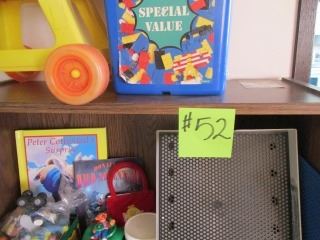 SPECIAL
VALUE
#52
Peter Cottontail
Surprise